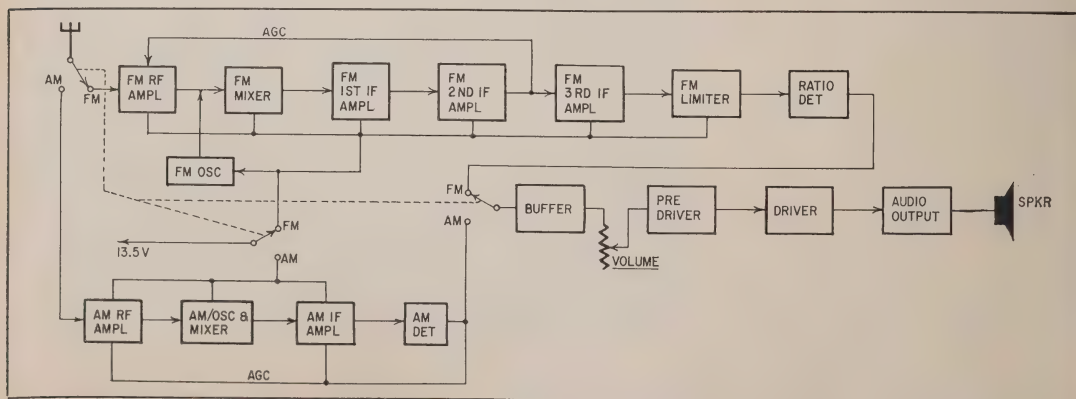 AGC
AM
FM
FM RF
AMPL
FM
MIXER
FM
1ST IF
AMPL
FM
2ND IF
AMPL
FM
3RD IF
AMPL
FM
LIMITER
RATIO
DET
FM OSC
FM
AM
BUFFER
VOLUME
PRE
DRIVER
DRIVER
AUDIO
OUTPUT
SPKR
FM
13.5V
AM
AM RF
AMPL
AM/OSC &
MIXER
AM IF
AMPL
AM
DET
AGC